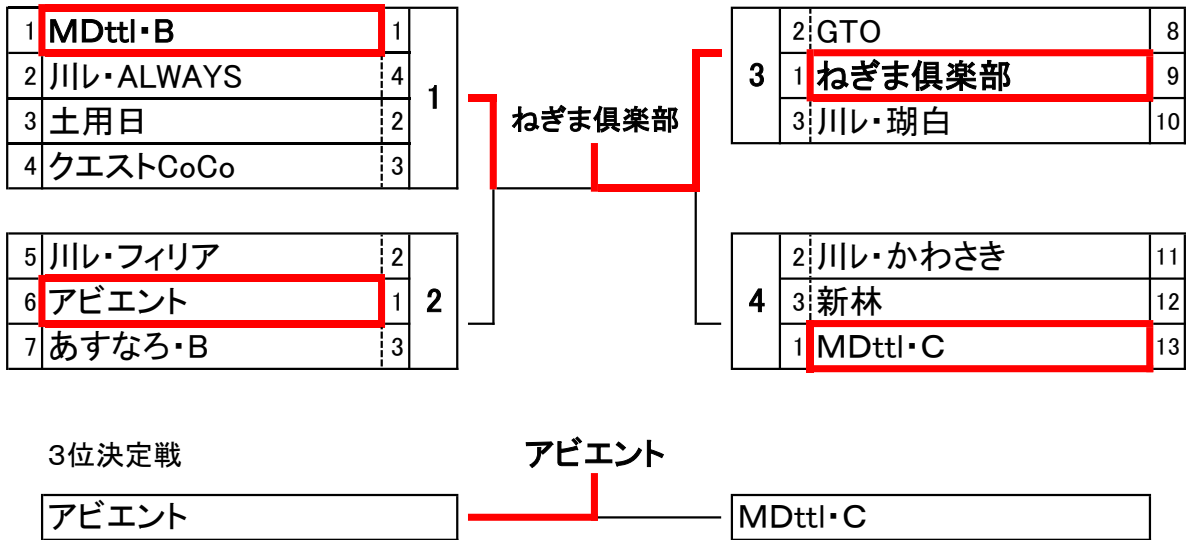 1 MDttl・B 1
2 川レ・ALWAYS 4
3 土用日 2
4 クエストCoCo 3
1
5 川レ・フィリア 2
6 アビエント 1
7 あすなろ・B 3
2
ねぎま倶楽部
3
2 GTO 8
1 ねぎま倶楽部 9
3 川レ・瑚白 10
4
2 川レ・かわさき 11
3 新林 12
1 MDttl・C 13
３位決定戦
アビエント
アビエント
MDttl・C